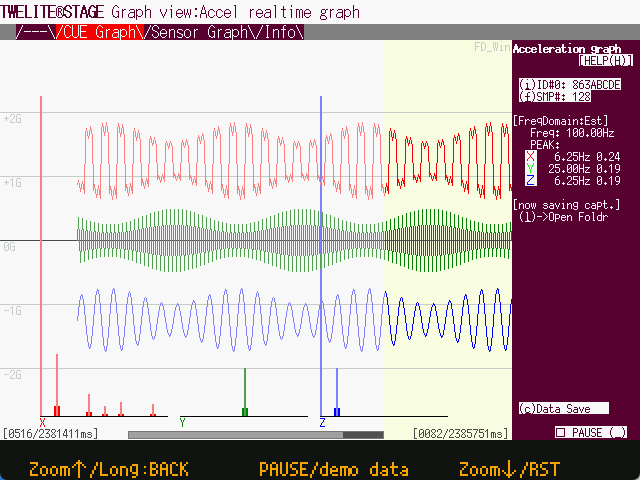 TWELITE®STAGE Graph view:Accel realtime graph
/---\/CUE Graph\/Sensor Graph\/Info\
FD_Win
Acceleration graph
[HELP(H)]
(i)ID#0: 863ABCDE
(f)SMP#: 128
[FreqDomain:Est]
Freq: 100.00Hz
PEAK:
X 6.25Hz 0.24
Y 25.00Hz 0.19
Z 6.25Hz 0.19
[now saving capt.]
(l)->Open Foldr
+2G
+1G
0G
-1G
-2G
X Y Z
(c)Data Save
[0516/2381411ms] [0082/2385751ms]
PAUSE (_)
Zoom↑/Long:BACK PAUSE/demo data Zoom↓/RST